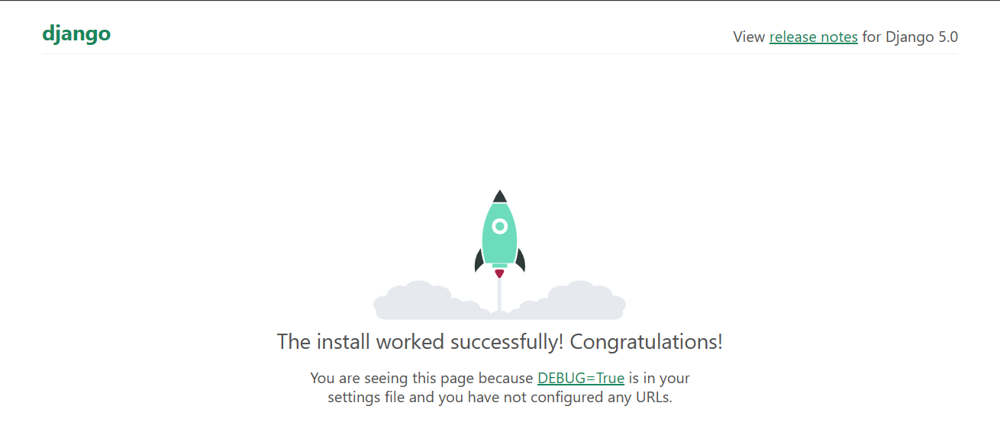 django
View release notes for Django 5.0
The install worked successfully! Congratulations!
You are seeing this page because DEBUG=True is in your
settings file and you have not configured any URLs.